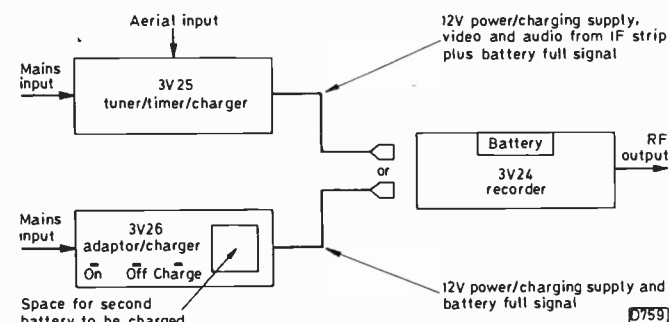 Aerial input
12V power/charging supply,
video and audio from IF strip
plus battery full signal
Mains
input
3V25
tuner/timer/charger
Battery
RF
output
or
3V24
recorder
Mains
input
3V26
adaptor/charger
On Off Charge
12V power/charging supply and
battery full signal
Space for second
battery to be charged
D759